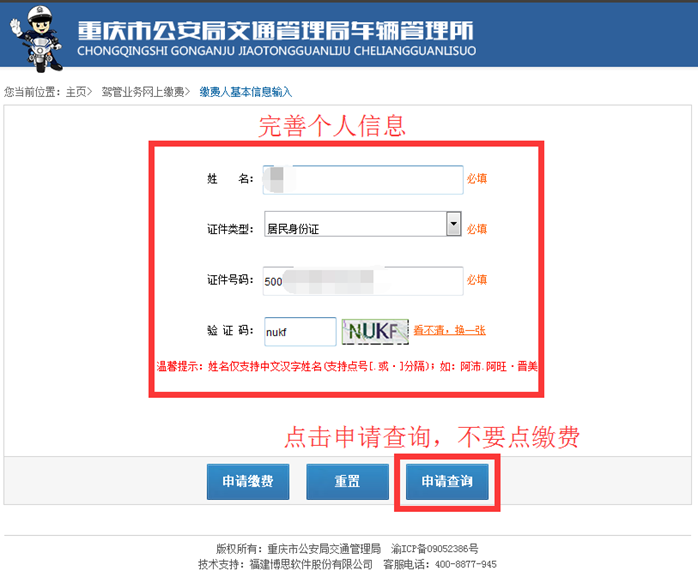 重庆市公安局交通管理局车辆管理所
CHONGQINGSHI GONGANJU JIAOTONGGUANLIJU CHELIANGGUANLISUO
您当前位置：主页> 驾管业务网上缴费> 缴费人基本信息输入
完善个人信息
姓 名： 必填
证件类型： 居民身份证 必填
证件号码： 500 必填
验 证 码： nukf NUKF 看不清，换一张
温馨提示：姓名仅支持中文汉字姓名(支持点号[.或·]分隔)；如：阿沛.阿旺·晋美
点击申请查询，不要点缴费
申请缴费 重置 申请查询
版权所有：重庆市公安局交通管理局 渝ICP备09052386号
技术支持：福建博思软件股份有限公司 客服电话：400-8877-945